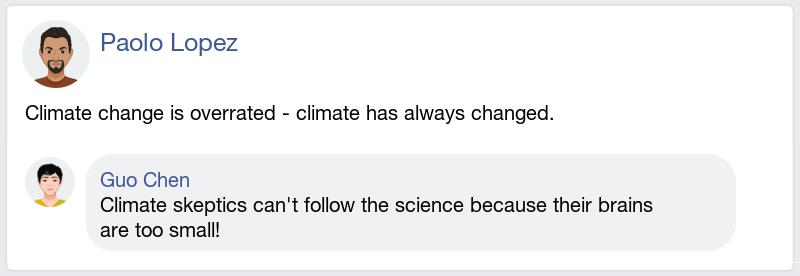 Paolo Lopez
Climate change is overrated - climate has always changed.
Guo Chen
Climate skeptics can't follow the science because their brains
are too small!